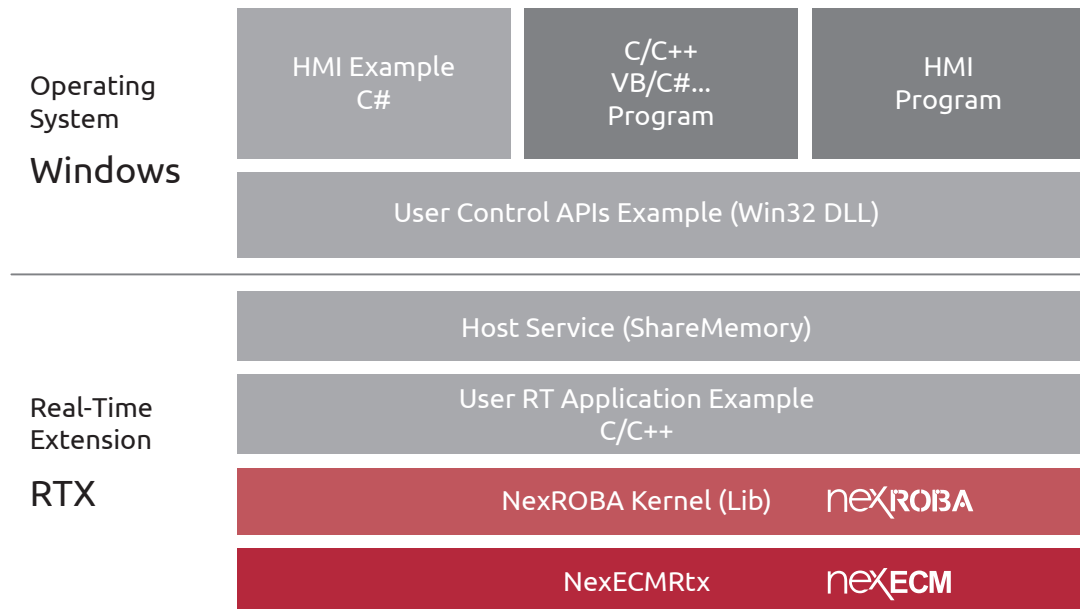 Operating
System
Windows
HMI Example
C#
C/C++
VB/C#...
Program
HMI
Program
User Control APIs Example (Win32 DLL)
Real-Time
Extension
RTX
Host Service (ShareMemory)
User RT Application Example
C/C++
NexROBA Kernel (Lib) nexROBA
NexECMRtx nexECM